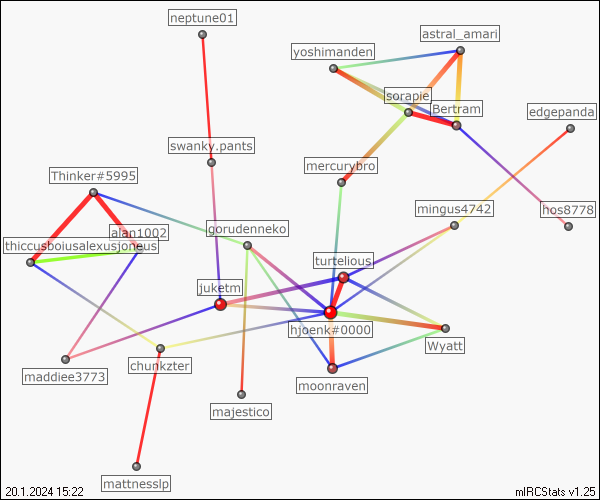 neptune01
astral_amari
yoshimanden
sorapie
Bertram
edgepanda
swanky.pants
mercurybro
Thinker#5995
mingus4742
hos8778
alan1002
gorudenneko
thiccusboiusalexusjoneus
turtelious
juketm
hjoenk#0000
Wyatt
maddiee3773
chunkzter
moonraven
majestico
mattnesslp
20.1.2024 15:22
mIRCStats v1.25